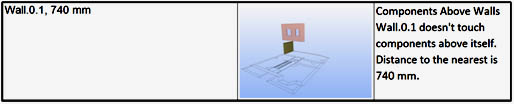 Wall.0.1, 740 mm
Components Above Walls
Wall.0.1 doesn't touch
components above itself.
Distance to the nearest is
740 mm.